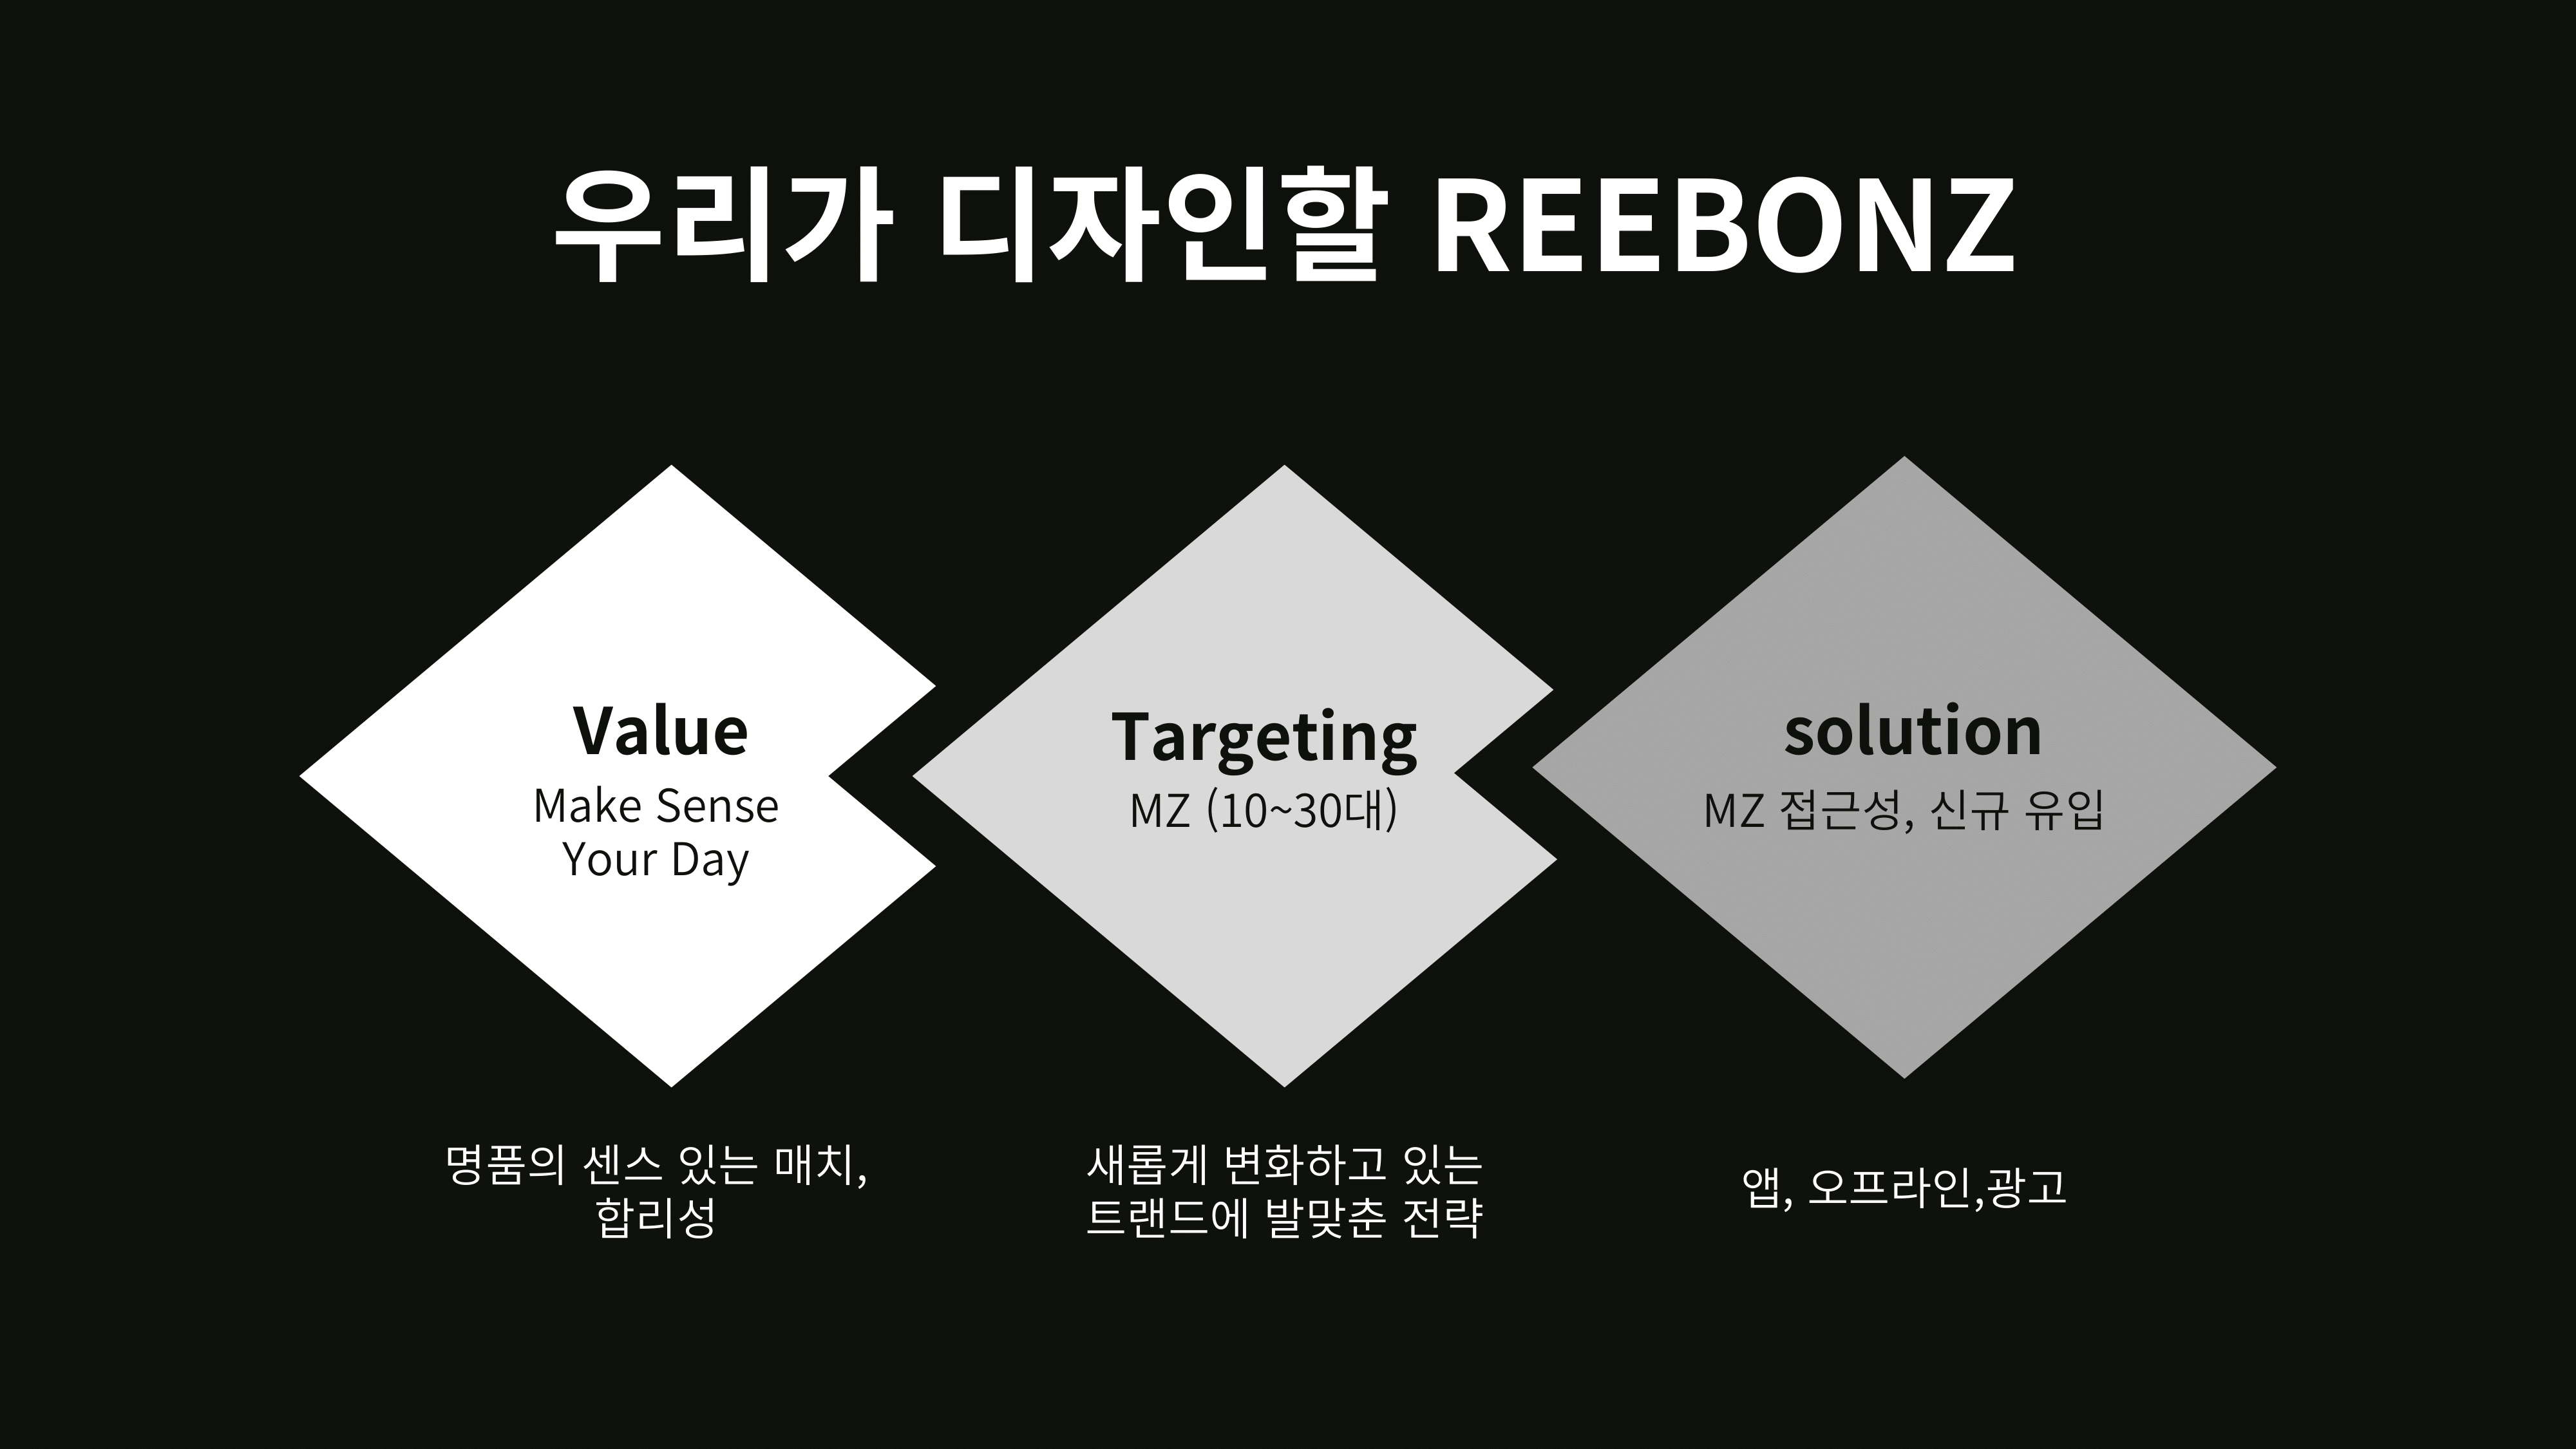 우리가 디자인할 REEBONZ
Value
Make Sense
Your Day
명품의 센스 있는 매치,
합리성
Targeting
MZ (10~30대)
새롭게 변화하고 있는
트랜드에 발맞춘 전략
solution
MZ 접근성, 신규 유입
앱, 오프라인,광고